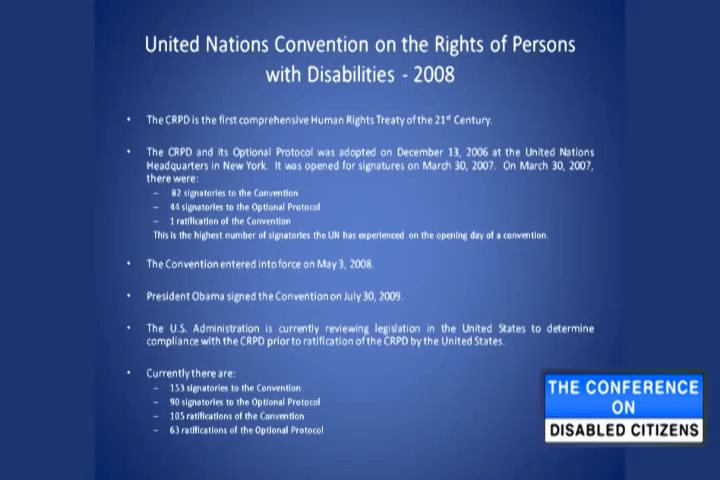 United Nations Convention on the Rights of Persons
with Disabilities - 2008
• The CRPD is the first comprehensive Human Rights Treaty of the 21st Century.
• The CRPD and its Optional Protocol was adopted on December 13, 2006 at the United Nations
Headquarters in New York. It was opened for signatures on March 30, 2007. On March 30, 2007,
there were:
– 82 signatories to the Convention
– 44 signatories to the Optional Protocol
– 1 ratification of the Convention
This is the highest number of signatories the UN has experienced on the opening day of a convention.
• The Convention entered into force on May 3, 2008.
• President Obama signed the Convention on July 30, 2009.
• The U.S. Administration is currently reviewing legislation in the United States to determine
compliance with the CRPD prior to ratification of the CRPD by the United States.
• Currently there are:
– 153 signatories to the Convention
– 90 signatories to the Optional Protocol
– 105 ratifications of the Convention
– 63 ratifications of the Optional Protocol
THE CONFERENCE
ON
DISABLED CITIZENS